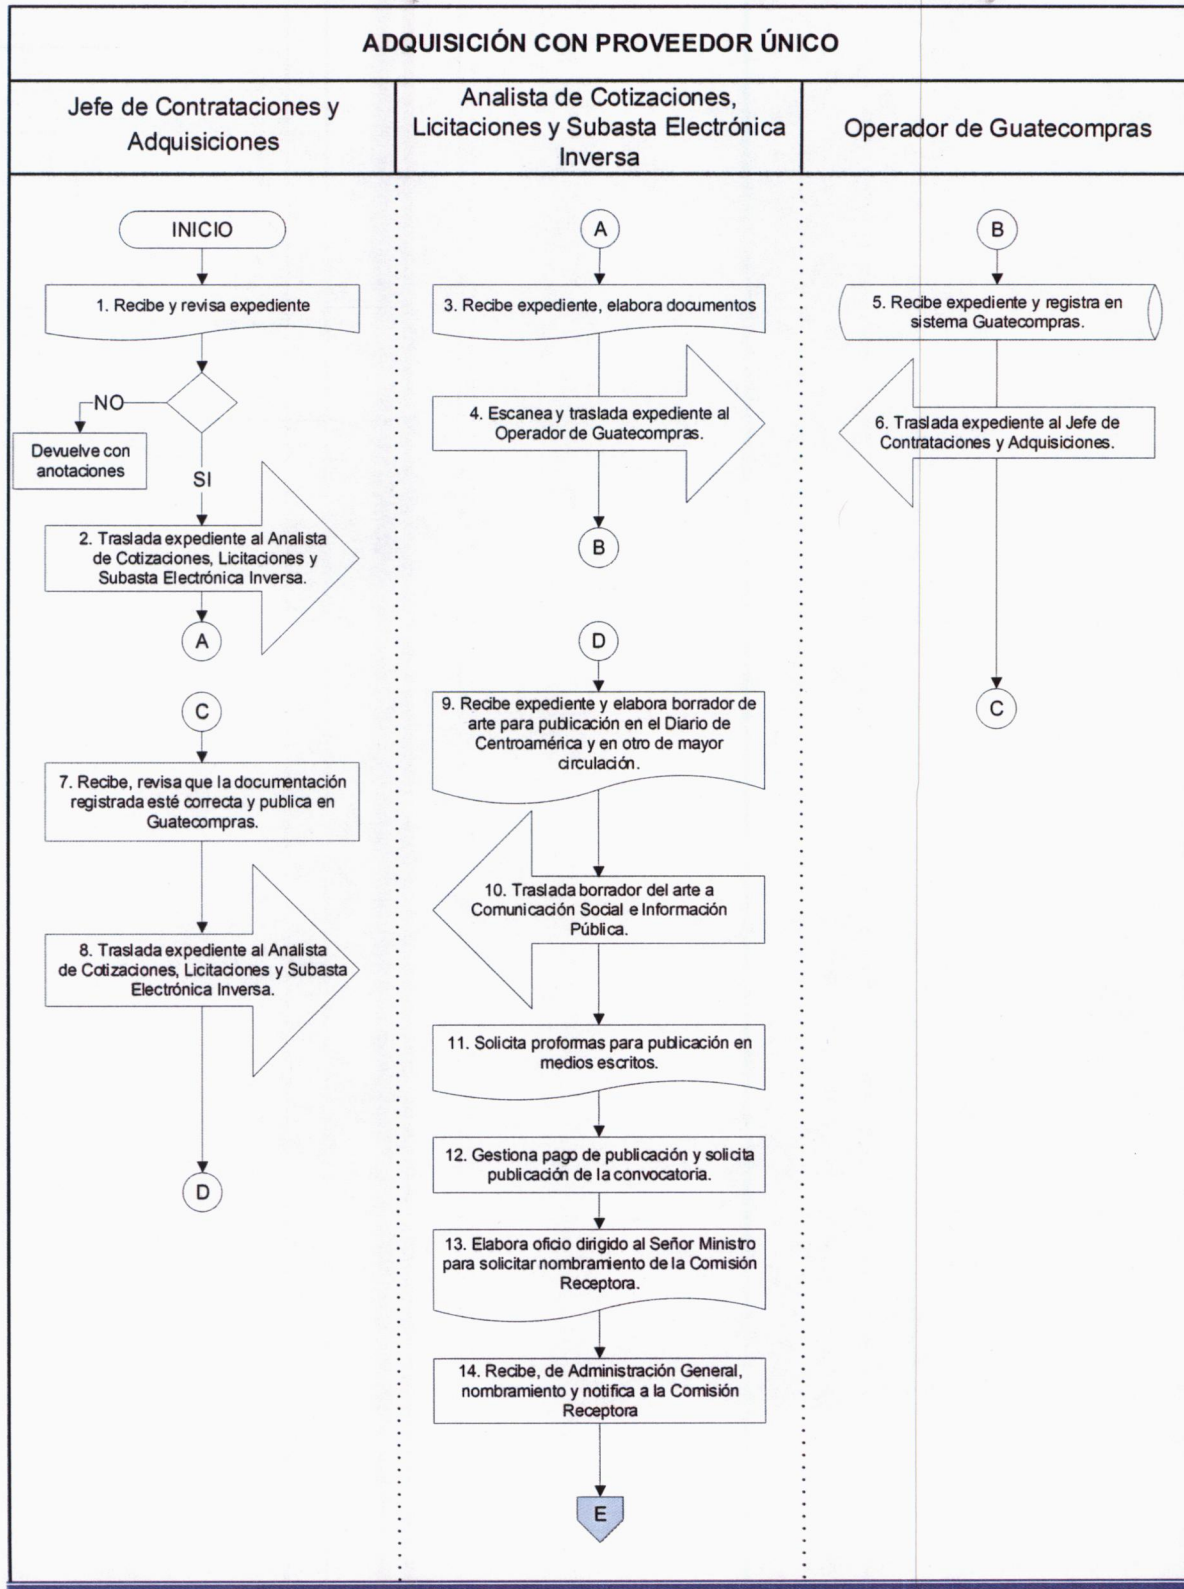 ADQUISICIÓN CON PROVEEDOR ÚNICO
Jefe de Contrataciones y
Adquisiciones
Analista de Cotizaciones,
Licitaciones y Subasta Electrónica
Inversa
Operador de Guatecompras
INICIO
1. Recibe y revisa expediente
NO
Devuelve con
anotaciones
SI
2. Traslada expediente al Analista
de Cotizaciones, Licitaciones y
Subasta Electrónica Inversa.
A
C
7. Recibe, revisa que la documentación
registrada esté correcta y publica en
Guatecompras.
8. Traslada expediente al Analista
de Cotizaciones, Licitaciones y Subasta
Electrónica Inversa.
D
A
3. Recibe expediente, elabora documentos
4. Escanea y traslada expediente al
Operador de Guatecompras.
B
D
9. Recibe expediente y elabora borrador de
arte para publicación en el Diario de
Centroamérica y en otro de mayor
circulación.
10. Traslada borrador del arte a
Comunicación Social e Información
Pública.
11. Solicita proformas para publicación en
medios escritos.
12. Gestiona pago de publicación y solicita
publicación de la convocatoria.
13. Elabora oficio dirigido al Señor Ministro
para solicitar nombramiento de la Comisión
Receptora.
14. Recibe, de Administración General,
nombramiento y notifica a la Comisión
Receptora
E
B
5. Recibe expediente y registra en
sistema Guatecompras.
6. Traslada expediente al Jefe de
Contrataciones y Adquisiciones.
C